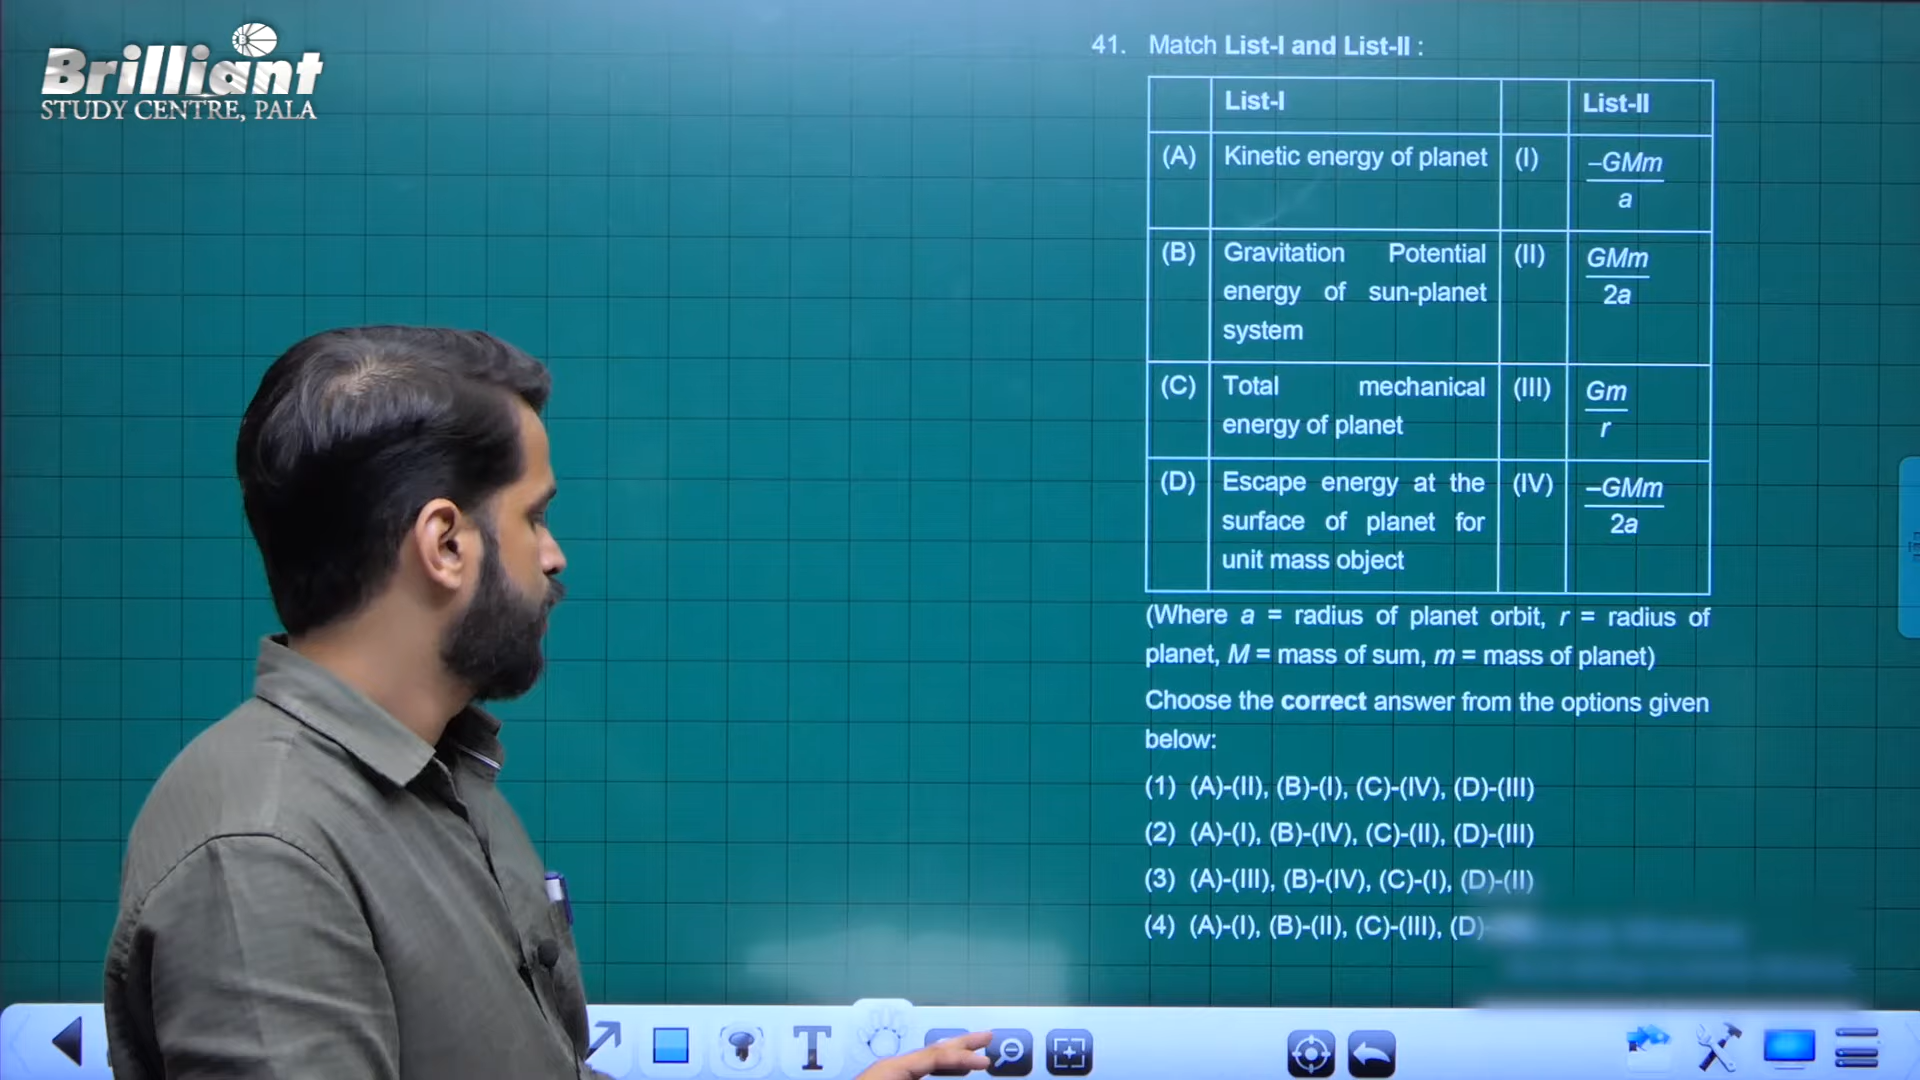 Brilliant
STUDY CENTRE, PALA
41. Match List-I and List-II :
List-I List-II
(A) Kinetic energy of planet (I) –GMm
a
(B) Gravitation Potential (II) GMm
energy of sun-planet 2a
system
(C) Total mechanical (III) Gm
energy of planet r
(D) Escape energy at the (IV) –GMm
surface of planet for 2a
unit mass object
(Where a = radius of planet orbit, r = radius of
planet, M = mass of sum, m = mass of planet)
Choose the correct answer from the options given
below:
(1) (A)-(II), (B)-(I), (C)-(IV), (D)-(III)
(2) (A)-(I), (B)-(IV), (C)-(II), (D)-(III)
(3) (A)-(III), (B)-(IV), (C)-(I), (D)-(II)
(4) (A)-(I), (B)-(II), (C)-(III), (D)
T